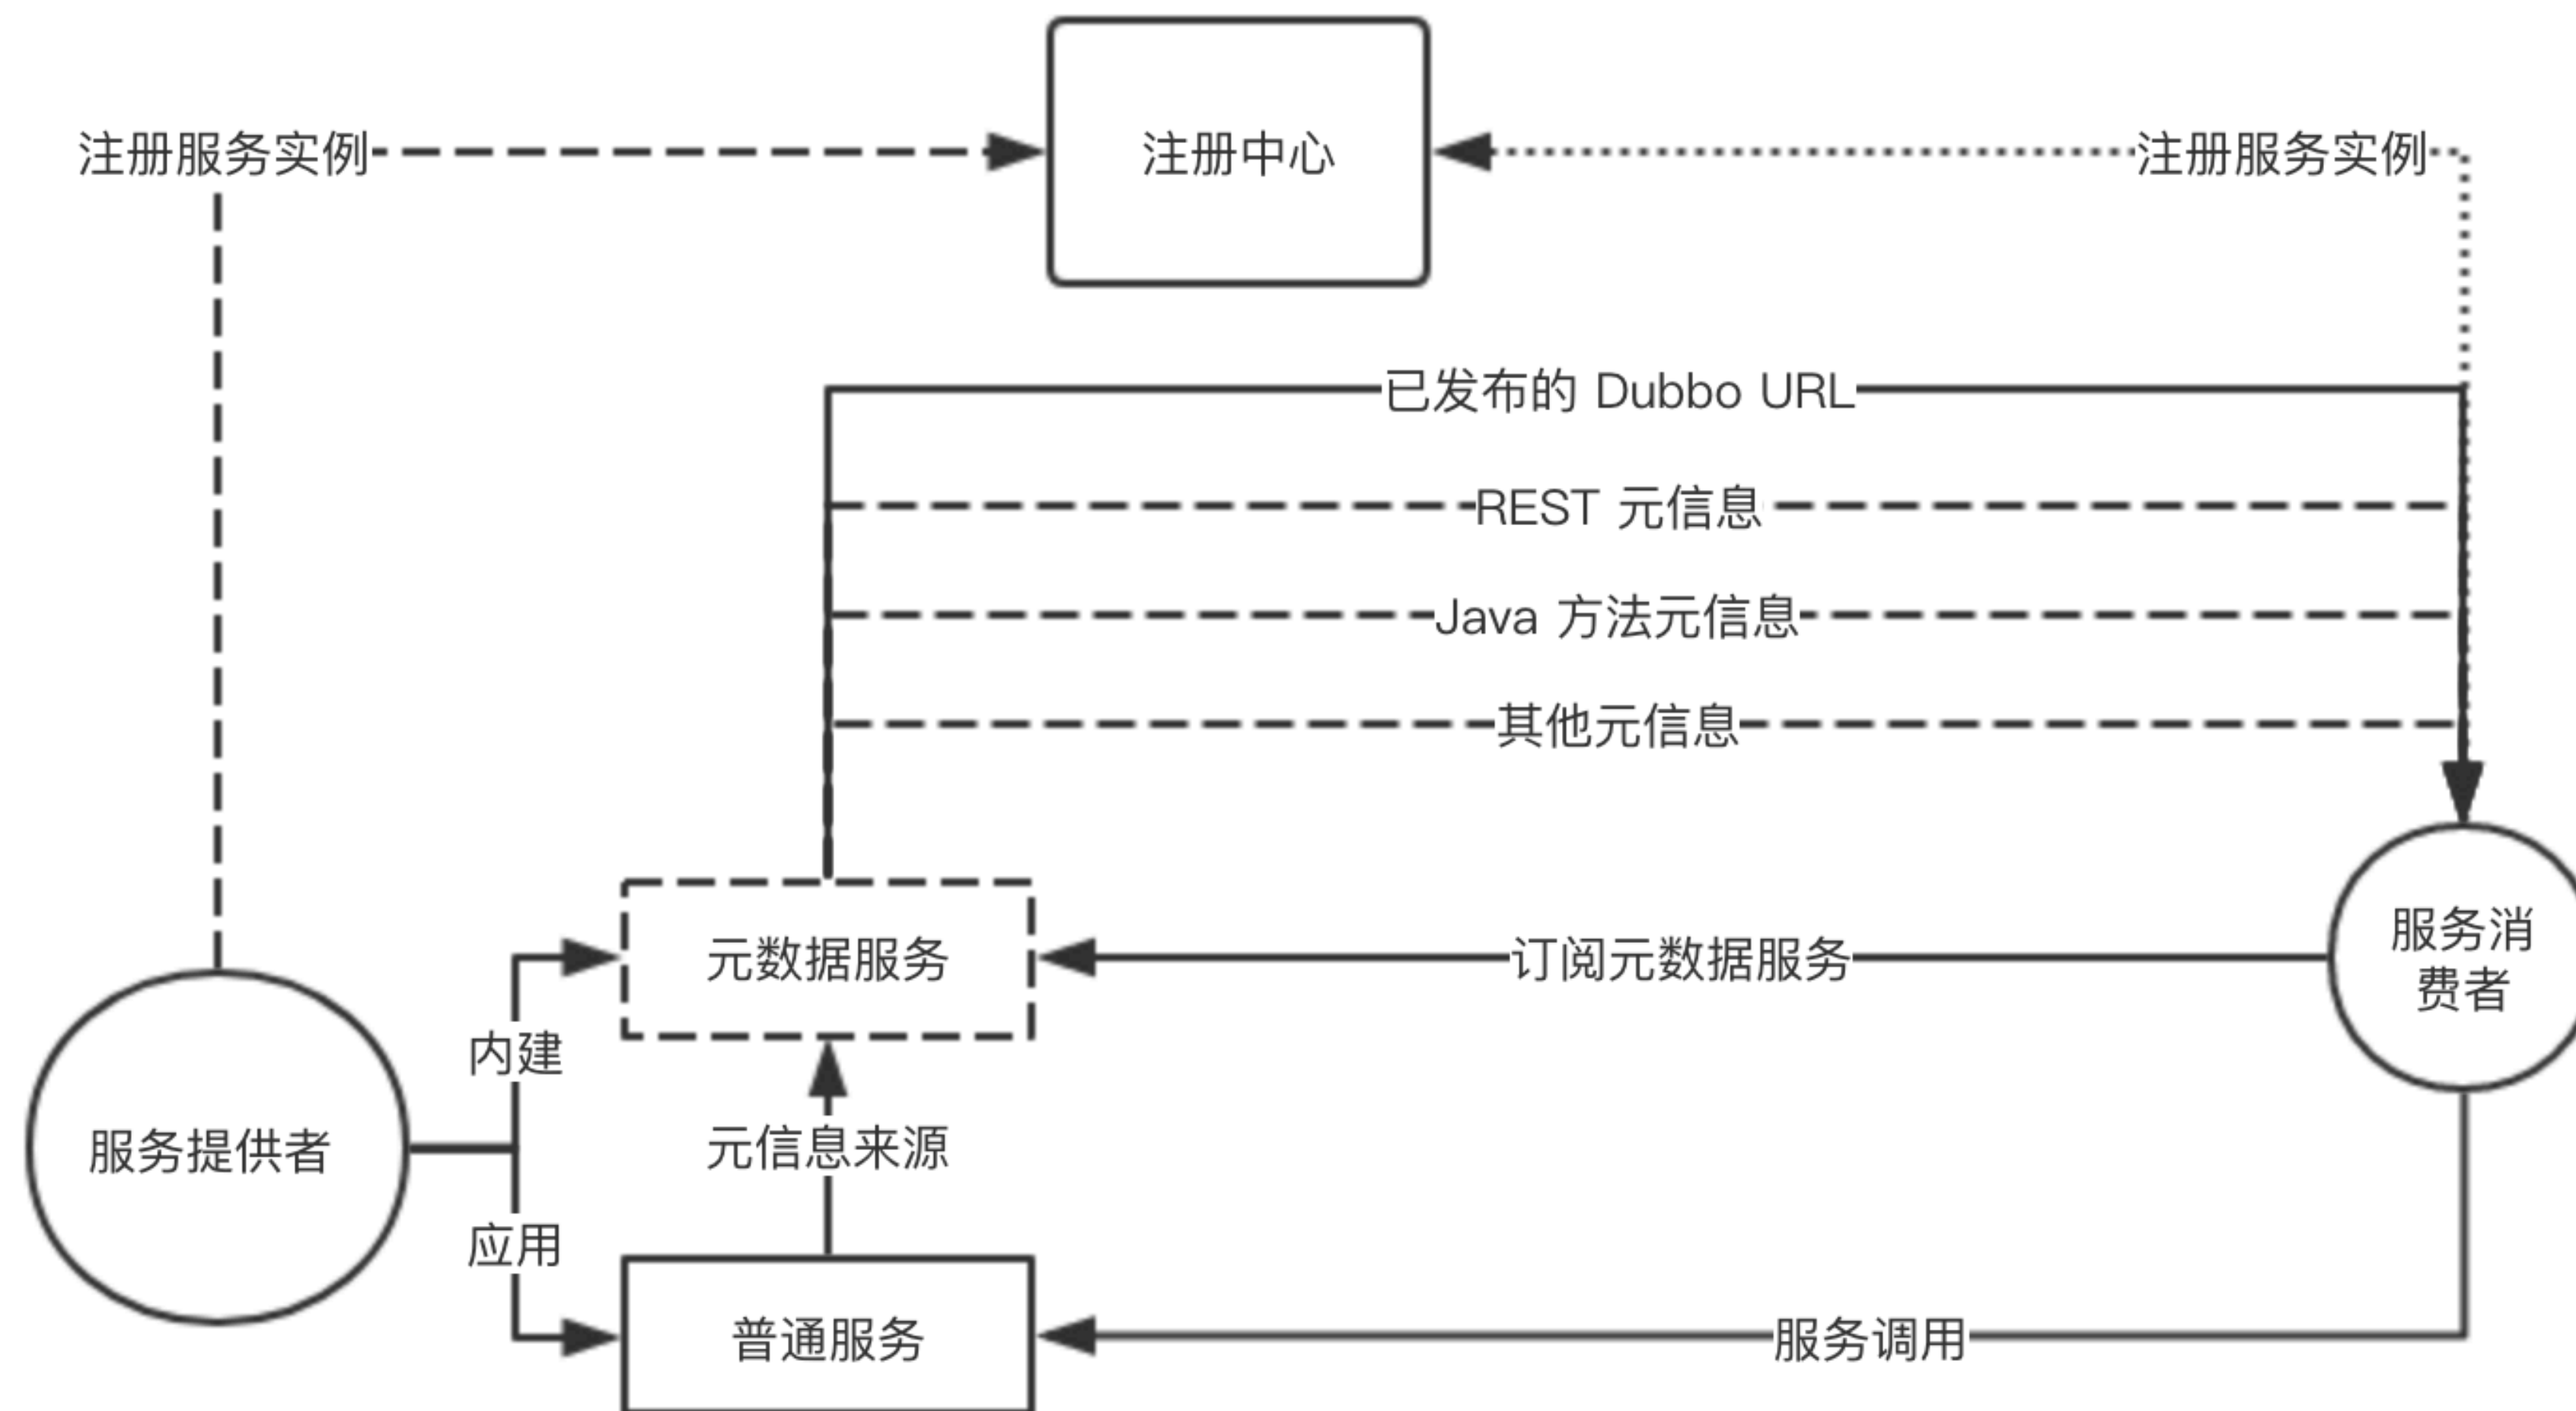 注册服务实例
注册中心
注册服务实例
已发布的 Dubbo URL
REST 元信息
Java 方法元信息
其他元信息
元数据服务
订阅元数据服务
服务消
费者
内建
服务提供者
元信息来源
应用
普通服务
服务调用